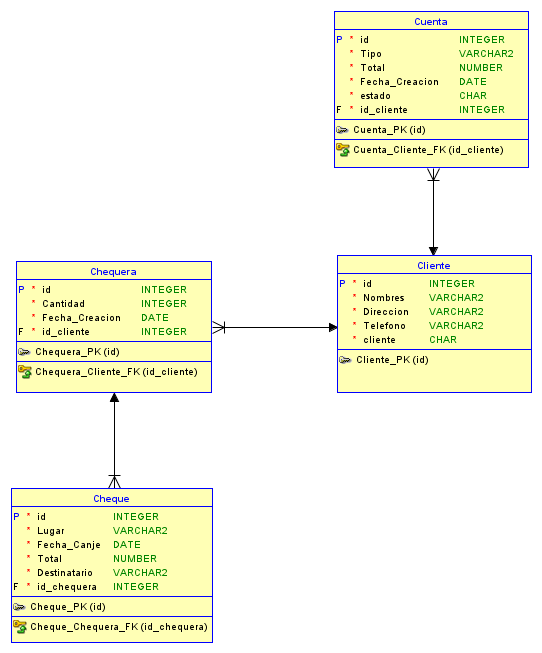 Cuenta
P * id INTEGER
* Tipo VARCHAR2
* Total NUMBER
* Fecha_Creacion DATE
* estado CHAR
F * id_cliente INTEGER
Cuenta_PK (id)
Cuenta_Cliente_FK (id_cliente)
Chequera
P * id INTEGER
* Cantidad INTEGER
* Fecha_Creacion DATE
F * id_cliente INTEGER
Chequera_PK (id)
Chequera_Cliente_FK (id_cliente)
Cliente
P * id INTEGER
* Nombres VARCHAR2
* Direccion VARCHAR2
* Telefono VARCHAR2
* cliente CHAR
Cliente_PK (id)
Cheque
P * id INTEGER
* Lugar VARCHAR2
* Fecha_Canje DATE
* Total NUMBER
* Destinatario VARCHAR2
F * id_chequera INTEGER
Cheque_PK (id)
Cheque_Chequera_FK (id_chequera)